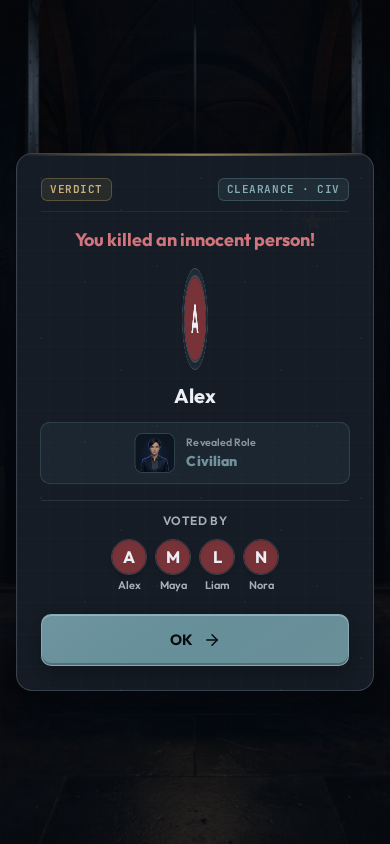 VERDICT
CLEARANCE · CIV
You killed an innocent person!
A
Alex
Revealed Role
Civilian
VOTED BY
A M L N
Alex Maya Liam Nora
OK →